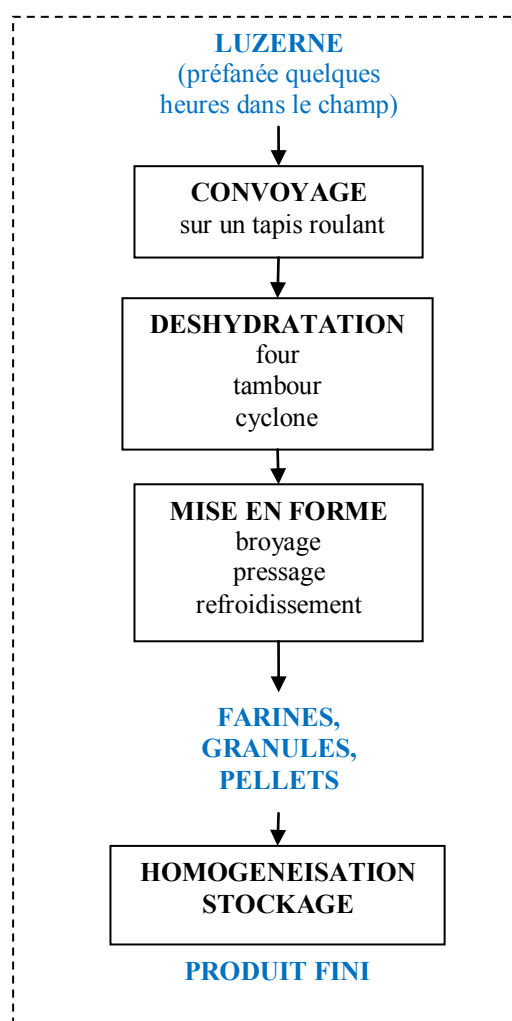 LUZERNE
(préfanée quelques
heures dans le champ)
CONVOYAGE
sur un tapis roulant
DESHYDRATATION
four
tambour
cyclone
MISE EN FORME
broyage
pressage
refroidissement
FARINES,
GRANULES,
PELLETS
HOMOGENEISATION
STOCKAGE
PRODUIT FINI